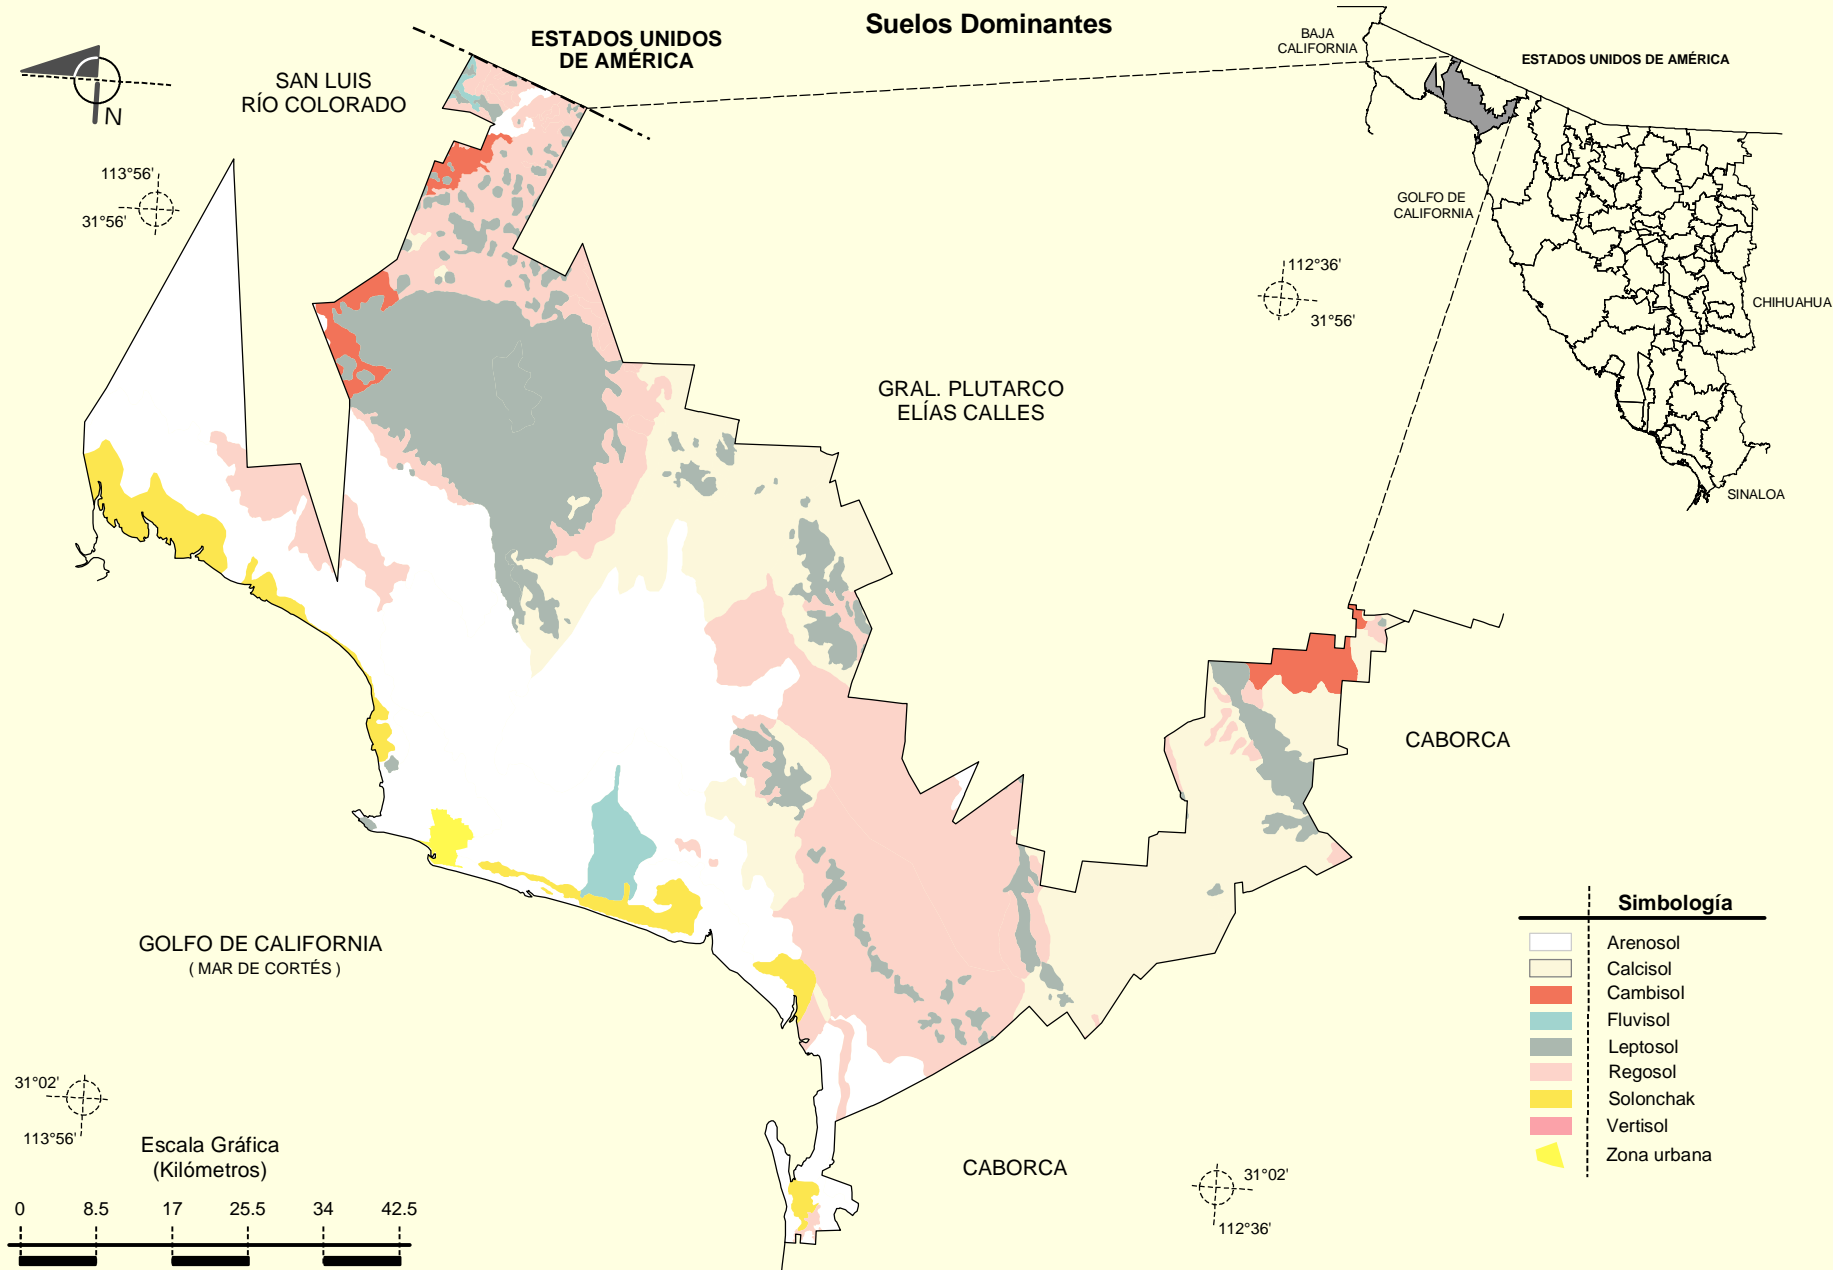 Suelos Dominantes
ESTADOS UNIDOS
DE AMÉRICA
SAN LUIS
RÍO COLORADO
N
113°56'
31°56'
BAJA
CALIFORNIA
ESTADOS UNIDOS DE AMÉRICA
GOLFO DE
CALIFORNIA
CHIHUAHUA
SINALOA
112°36'
31°56'
GRAL. PLUTARCO
ELÍAS CALLES
CABORCA
GOLFO DE CALIFORNIA
( MAR DE CORTÉS )
Simbología
Arenosol
Calcisol
Cambisol
Fluvisol
Leptosol
Regosol
Solonchak
Vertisol
Zona urbana
31°02'
113°56'
Escala Gráfica
(Kilómetros)
0 8.5 17 25.5 34 42.5
CABORCA
31°02'
112°36'